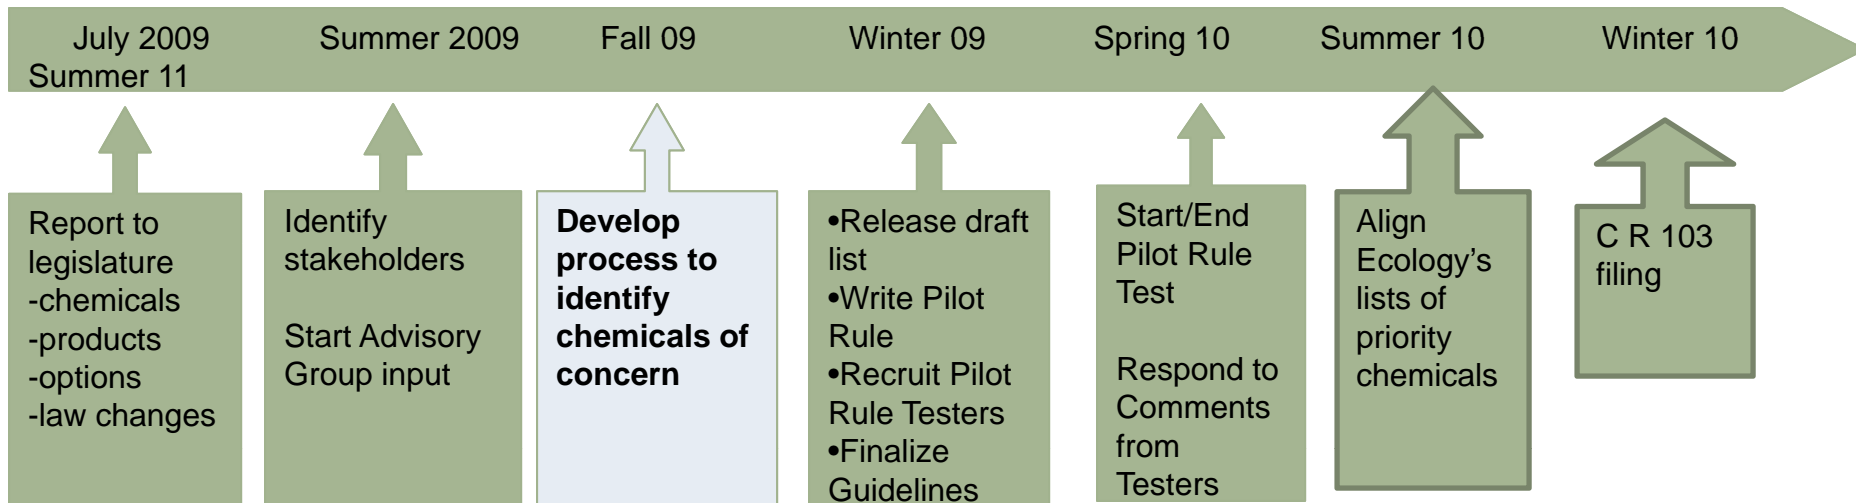 July 2009 Summer 2009 Fall 09 Winter 09 Spring 10 Summer 10 Winter 10
Summer 11
Report to
legislature
-chemicals
-products
-options
-law changes
Identify
stakeholders
Start Advisory
Group input
Develop
process to
identify
chemicals of
concern
•Release draft
list
•Write Pilot
Rule
•Recruit Pilot
Rule Testers
•Finalize
Guidelines
Start/End
Pilot Rule
Test
Respond to
Comments
from
Testers
Align
Ecology’s
lists of
priority
chemicals
C R 103
filing